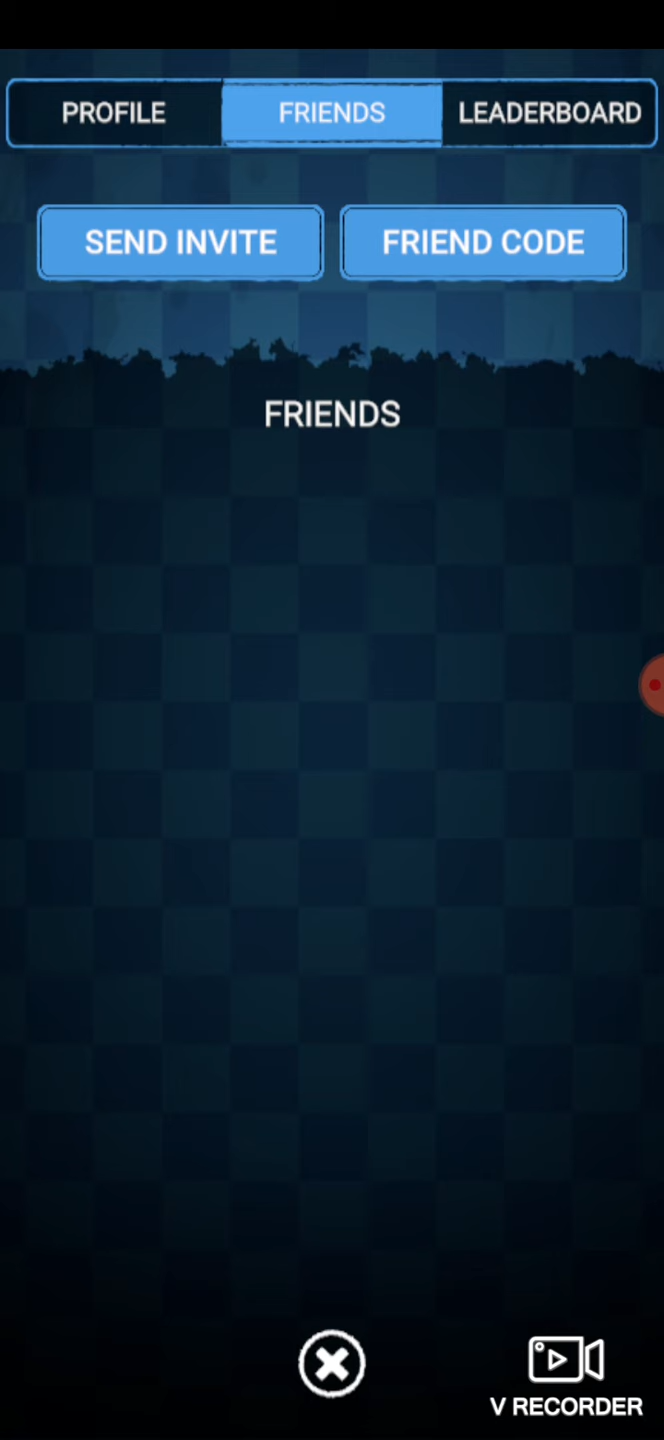 PROFILE
FRIENDS
LEADERBOARD
SEND INVITE
FRIEND CODE
FRIENDS
V RECORDER